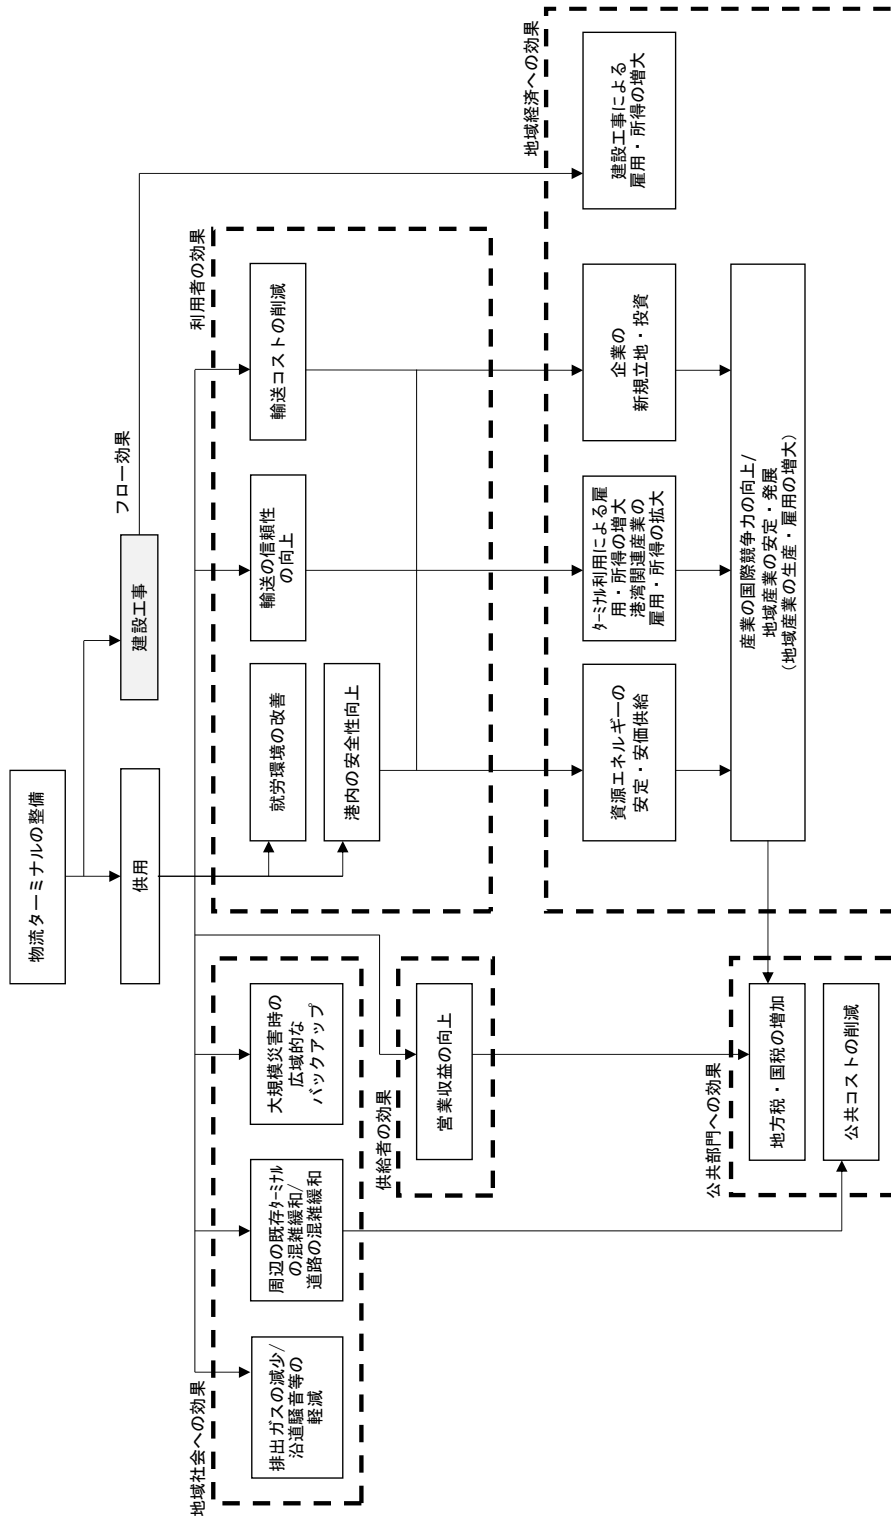 物流ターミナルの整備
供用
建設工事
フロー効果
地域社会への効果
排出ガスの減少/
沿道騒音等の
軽減
周辺の既存ﾀｰﾐﾅﾙ
の混雑緩和/
道路の混雑緩和
大規模災害時の
広域的な
バックアップ
利用者の効果
就労環境の改善
港内の安全性向上
輸送の信頼性
の向上
輸送コストの削減
供給者の効果
営業収益の向上
地域経済への効果
資源エネルギーの
安定・安価供給
ﾀｰﾐﾅﾙ利用による雇
用・所得の増大
港湾関連産業の
雇用・所得の拡大
企業の
新規立地・投資
建設工事による
雇用・所得の増大
産業の国際競争力の向上/
地域産業の安定・発展
(地域産業の生産・雇用の増大)
公共部門への効果
地方税・国税の増加
公共コストの削減